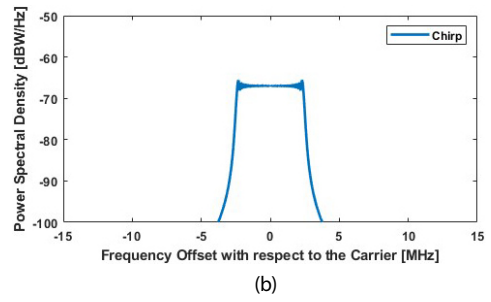 -50
Chirp
-60
-70
-80
-90
-100
Power Spectral Density [dBW/Hz]
-15 -10 -5 0 5 10 15
Frequency Offset with respect to the Carrier [MHz]
(b)